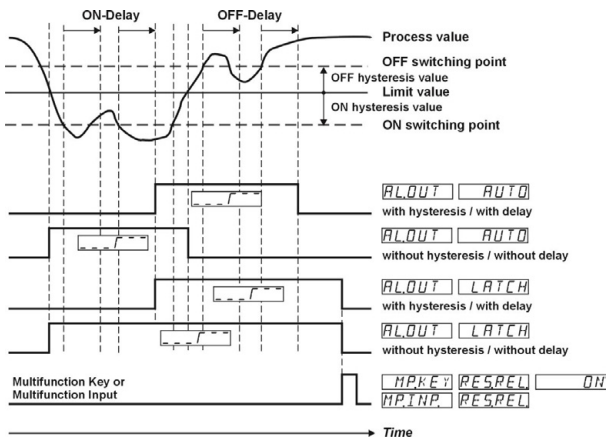 ON-Delay OFF-Delay
Process value
OFF switching point
OFF hysteresis value
Limit value
ON hysteresis value
ON switching point
AL.OUT AUTO
with hysteresis / with delay
AL.OUT AUTO
without hysteresis / without delay
AL.OUT LATCH
with hysteresis / with delay
AL.OUT LATCH
without hysteresis / without delay
Multifunction Key or
Multifunction Input
MP.KEY RES.REL. ON
MP.INP. RES.REL.
Time